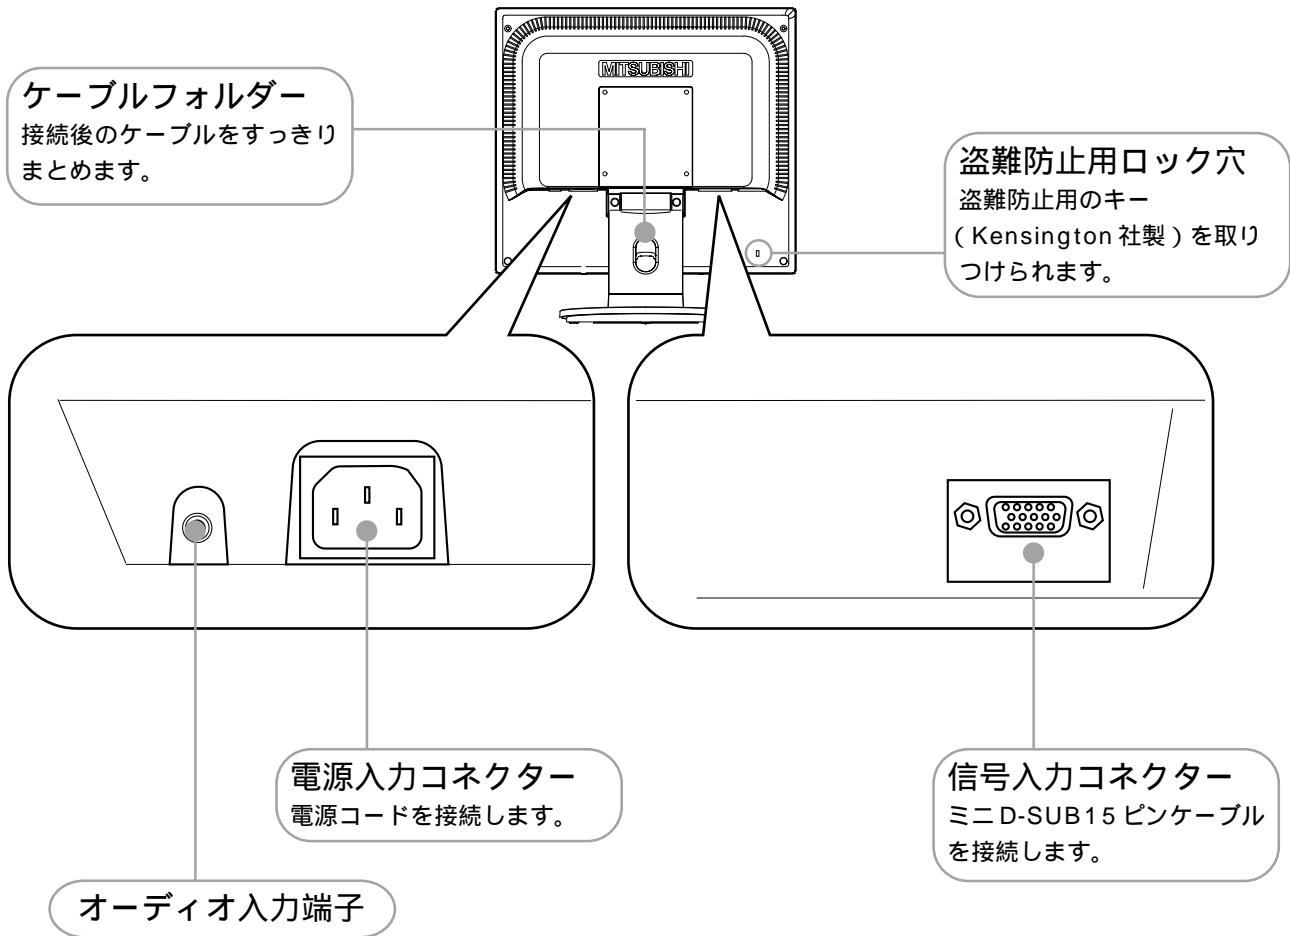 MITSUBISHI
ケーブルフォルダー
接続後のケーブルをすっきり
まとめます。
盗難防止用ロック穴
盗難防止用のキー
(Kensington 社製)を取り
つけられます。
電源入力コネクター
電源コードを接続します。
信号入力コネクター
ミニD-SUB15 ピンケーブル
を接続します。
オーディオ入力端子